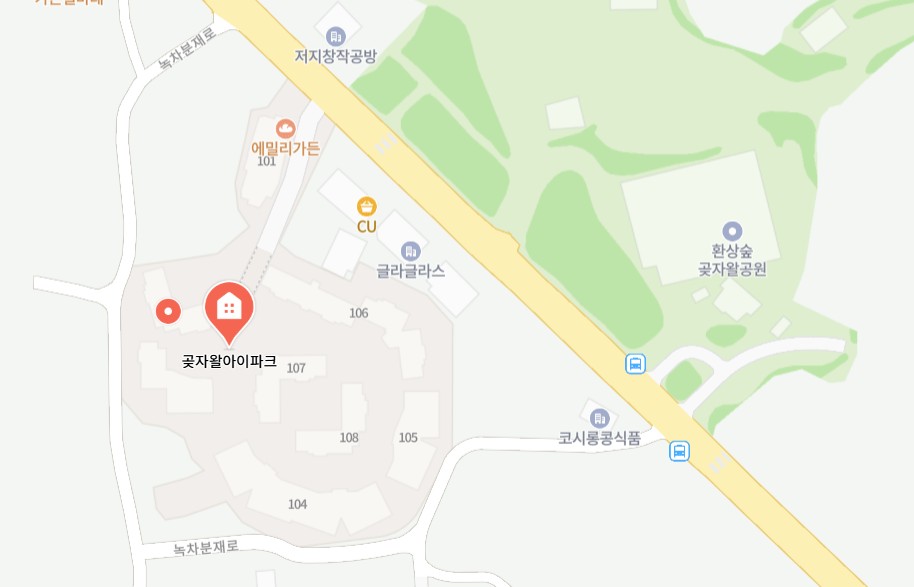 녹차분재로
저지창작공방
에밀리가든
101
CU
글라글라스
환상숲
곶자왈공원
106
곶자왈아이파크
107
108
105
코시롱콩식품
104
녹차분재로